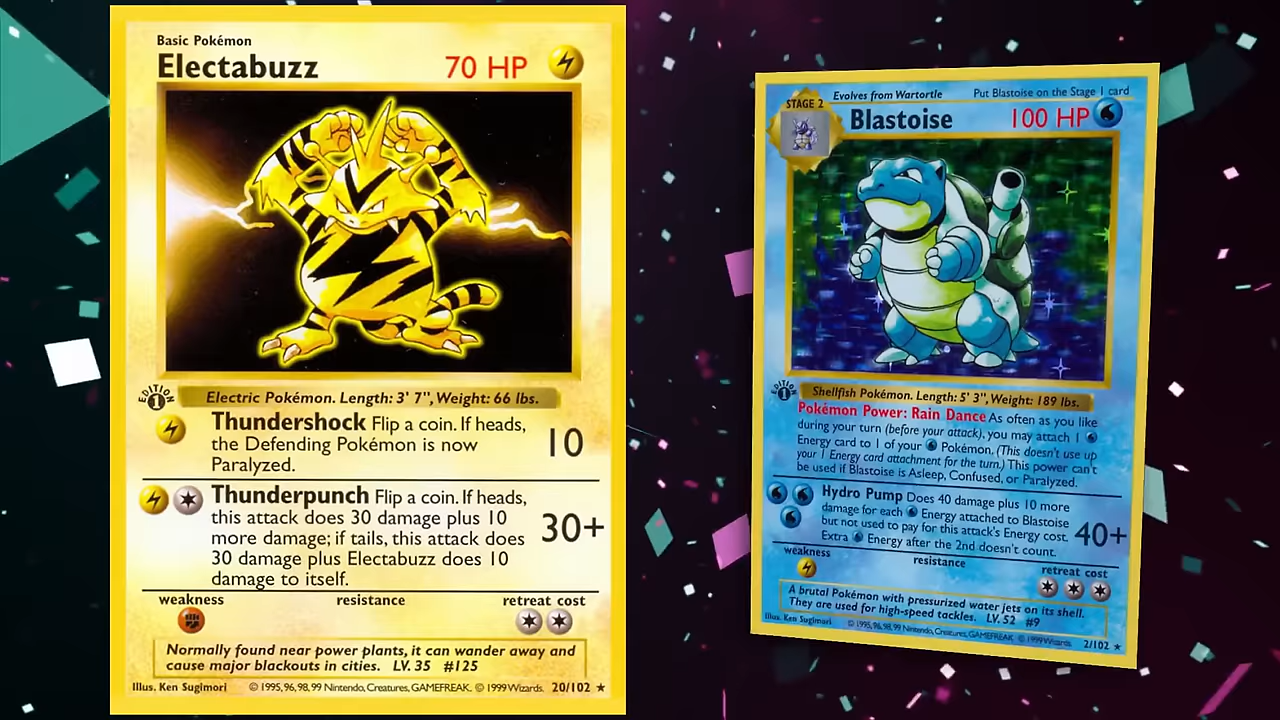 Basic Pokémon
Electabuzz
70 HP
EDITION
1
Electric Pokémon. Length: 3' 7", Weight: 66 lbs.
Thundershock Flip a coin. If heads,
the Defending Pokémon is now
Paralyzed.
10
Thunderpunch Flip a coin. If heads,
this attack does 30 damage plus 10
more damage; if tails, this attack does
30 damage plus Electabuzz does 10
damage to itself.
30+
weakness
resistance
retreat cost
Normally found near power plants, it can wander away and
cause major blackouts in cities. LV. 35 #125
Illus. Ken Sugimori
© 1995, 96, 98, 99 Nintendo, Creatures, GAMEFREAK. © 1999 Wizards.
20/102 ★
STAGE 2
Evolves from Wartortle
Put Blastoise on the Stage 1 card
Blastoise
100 HP
EDITION
1
Shellfish Pokémon. Length: 5' 3", Weight: 189 lbs.
Pokémon Power: Rain Dance As often as you like
during your turn (before your attack), you may attach 1
Energy card to 1 of your Pokémon. (This doesn't use up
your 1 Energy card attachment for the turn.) This power can't
be used if Blastoise is Asleep, Confused, or Paralyzed.
Hydro Pump Does 40 damage plus 10 more
damage for each Energy attached to Blastoise
but not used to pay for this attack's Energy cost.
Extra Energy after the 2nd doesn't count.
40+
weakness
resistance
retreat cost
A brutal Pokémon with pressurized water jets on its shell.
They are used for high-speed tackles. LV. 52 #9
Illus. Ken Sugimori
© 1995, 96, 98, 99 Nintendo, Creatures, GAMEFREAK. © 1999 Wizards.
2/102 ★